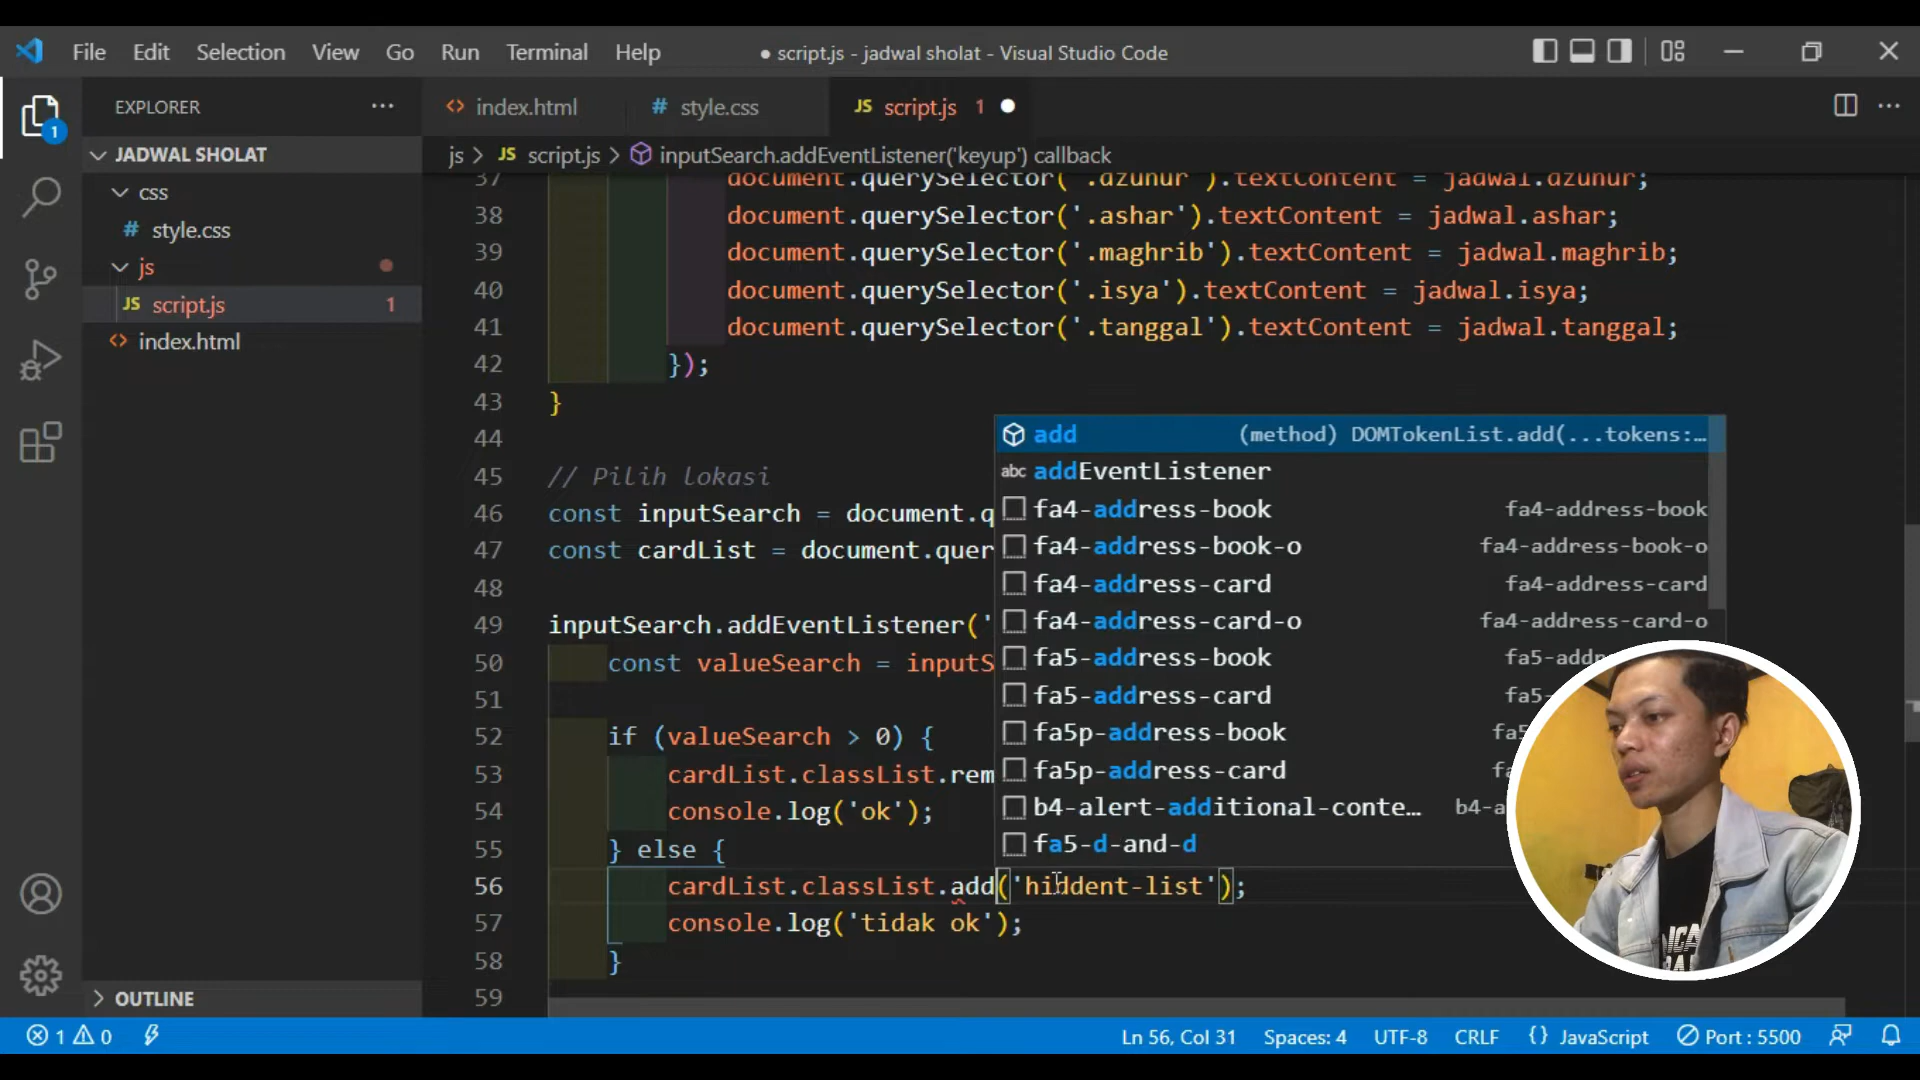 File Edit Selection View Go Run Terminal Help
● script.js - jadwal sholat - Visual Studio Code
EXPLORER
index.html
# style.css
JS script.js 1
1
JADWAL SHOLAT
js > JS script.js > inputSearch.addEventListener('keyup') callback
css
# style.css
js
JS script.js 1
index.html
37 document.querySelector('.dzuhur').textContent = jadwal.dzuhur;
38 document.querySelector('.ashar').textContent = jadwal.ashar;
39 document.querySelector('.maghrib').textContent = jadwal.maghrib;
40 document.querySelector('.isya').textContent = jadwal.isya;
41 document.querySelector('.tanggal').textContent = jadwal.tanggal;
42 });
43 }
44
45 // Pilih lokasi
46 const inputSearch = document.q
47 const cardList = document.quer
48
49 inputSearch.addEventListener('
50 const valueSearch = inputS
51
52 if (valueSearch > 0) {
53 cardList.classList.rem
54 console.log('ok');
55 } else {
56 cardList.classList.add('hiddent-list');
57 console.log('tidak ok');
58 }
59
add (method) DOMTokenList.add(...tokens:…
abc addEventListener
fa4-address-book fa4-address-book
fa4-address-book-o fa4-address-book-o
fa4-address-card fa4-address-card
fa4-address-card-o fa4-address-card-o
fa5-address-book fa5-addr
fa5-address-card fa5-
fa5p-address-book fa5
fa5p-address-card fa
b4-alert-additional-conte… b4-a
fa5-d-and-d
OUTLINE
1 0
Ln 56, Col 31 Spaces: 4 UTF-8 CRLF {} JavaScript Port : 5500